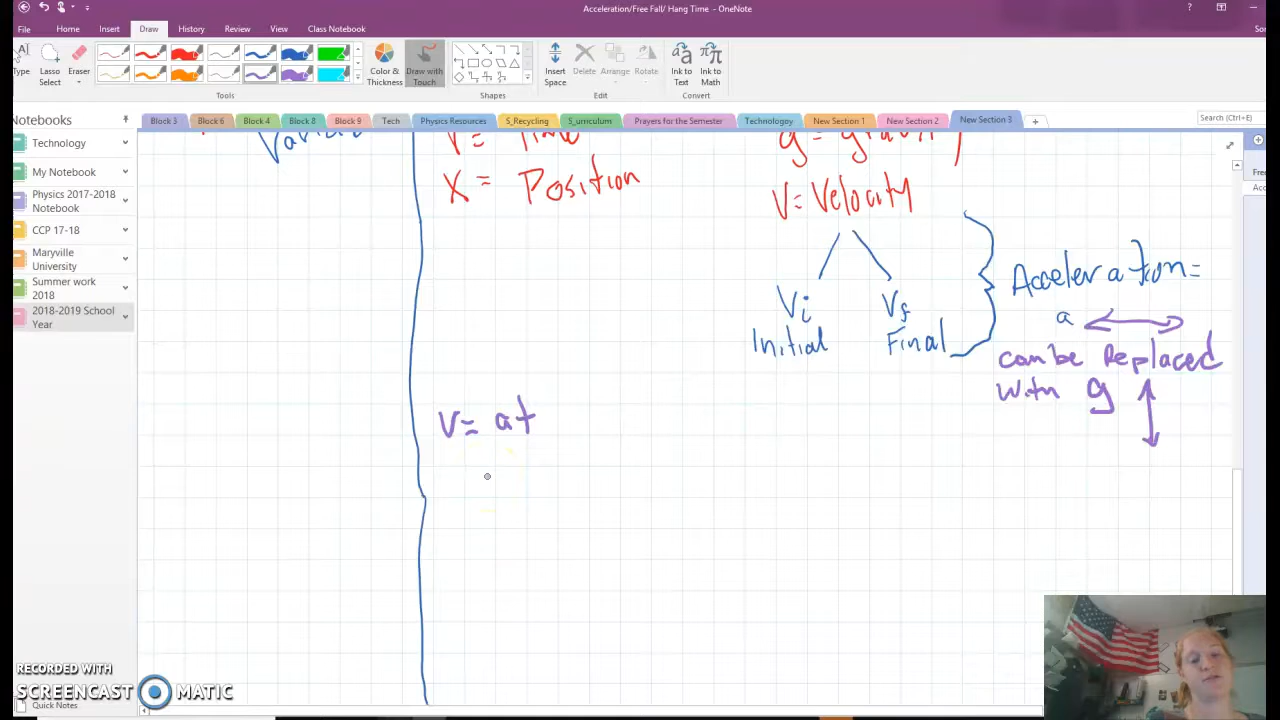 Acceleration/Free Fall/ Hang Time - OneNote
File Home Insert Draw History Review View Class Notebook
Type
Lasso Select
Eraser
Color & Thickness
Draw with Touch
Insert Space
Delete
Arrange
Rotate
Ink to Text
Ink to Math
Tools
Shapes
Edit
Convert
Notebooks
Block 3 Block 6 Block 4 Block 8 Block 9 Tech Physics Resources S_Recycling S_urriculum Prayers for the Semester Technologoy New Section 1 New Section 2 New Section 3 +
Search (Ctrl+E)
Technology
My Notebook
Physics 2017-2018 Notebook
CCP 17-18
Maryville University
Summer work 2018
2018-2019 School Year
Time
g= gravity
X= Position
V= Velocity
Vi
Initial
Vf
Final
Acceleration=
a
can be Replaced
with g
V= at
RECORDED WITH
SCREENCAST MATIC
Quick Notes